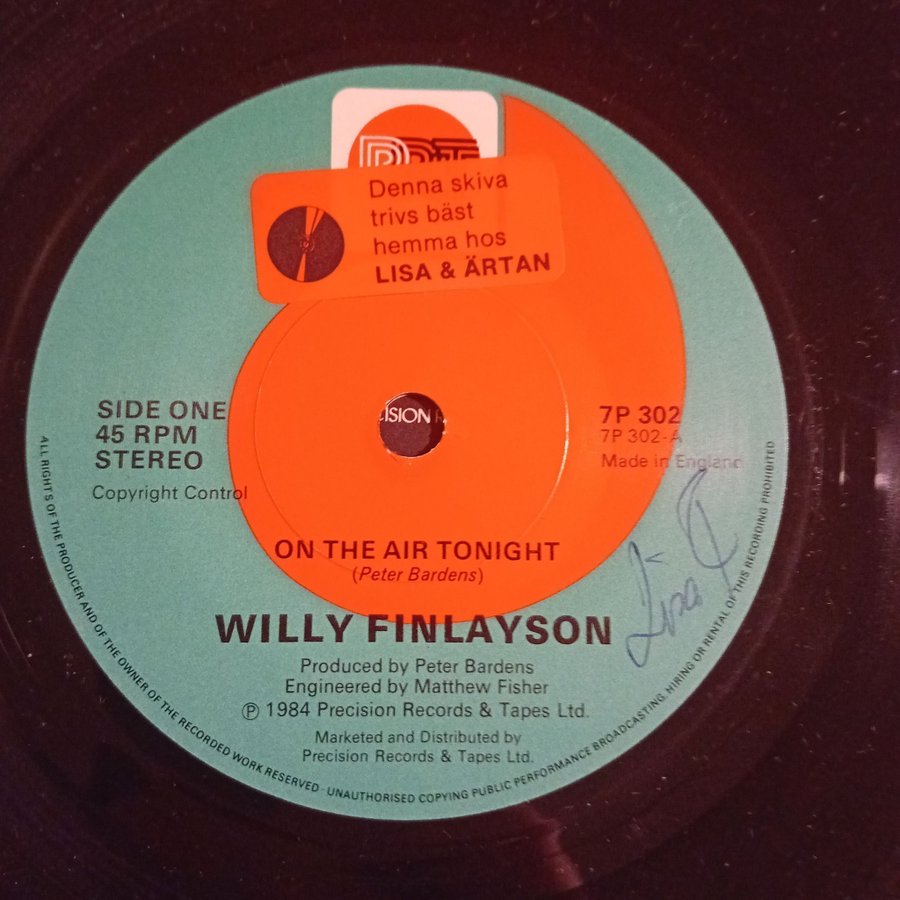 PRT
Denna skiva
trivs bäst
hemma hos
LISA & ÄRTAN
SIDE ONE
45 RPM
STEREO
Copyright Control
ISION
7P 302
7P 302-A
Made in England
ON THE AIR TONIGHT
(Peter Bardens)
WILLY FINLAYSON
Lisa
Produced by Peter Bardens
Engineered by Matthew Fisher
℗ 1984 Precision Records & Tapes Ltd.
Marketed and Distributed by
Precision Records & Tapes Ltd.
ALL RIGHTS OF THE PRODUCER AND OF THE OWNER OF THE RECORDED WORK RESERVED · UNAUTHORISED COPYING PUBLIC PERFORMANCE BROADCASTING, HIRING OR RENTAL OF THIS RECORDING PROHIBITED